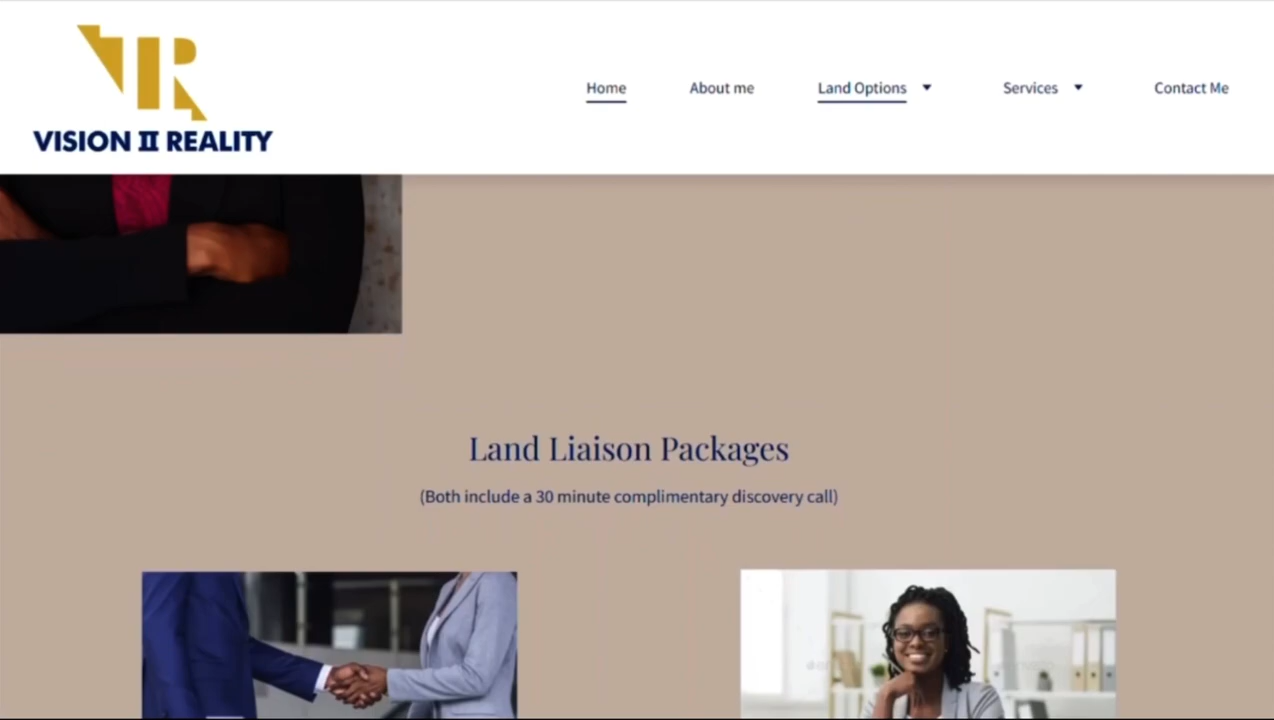 VISION II REALITY
Home About me Land Options Services Contact Me
Land Liaison Packages
(Both include a 30 minute complimentary discovery call)